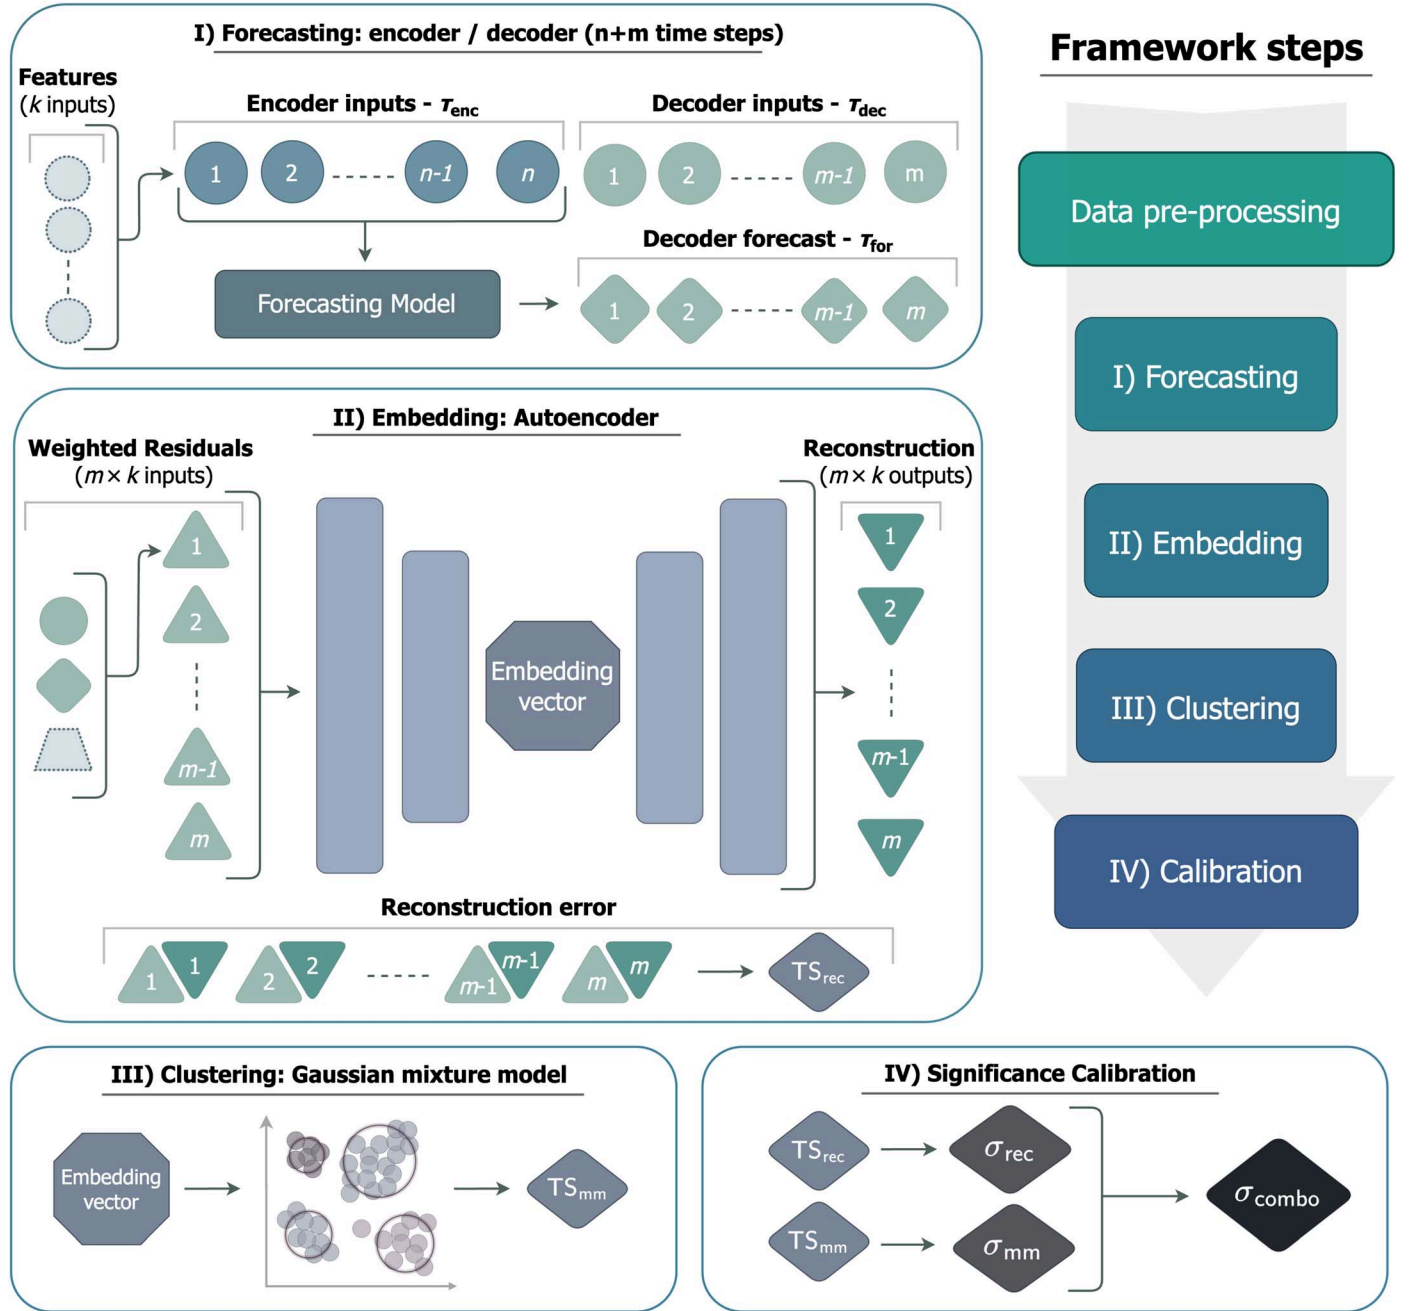 I) Forecasting: encoder / decoder (n+m time steps)
Features
(k inputs)
Encoder inputs - τenc
1 2 n-1 n
Decoder inputs - τdec
1 2 m-1 m
Forecasting Model
Decoder forecast - τfor
1 2 m-1 m
II) Embedding: Autoencoder
Weighted Residuals
(m × k inputs)
1
2
m-1
m
Embedding
vector
Reconstruction
(m × k outputs)
1
2
m-1
m
Reconstruction error
1 1 2 2 m-1 m-1 m m TSrec
III) Clustering: Gaussian mixture model
Embedding
vector
TSmm
IV) Significance Calibration
TSrec σrec
TSmm σmm
σcombo
Framework steps
Data pre-processing
I) Forecasting
II) Embedding
III) Clustering
IV) Calibration